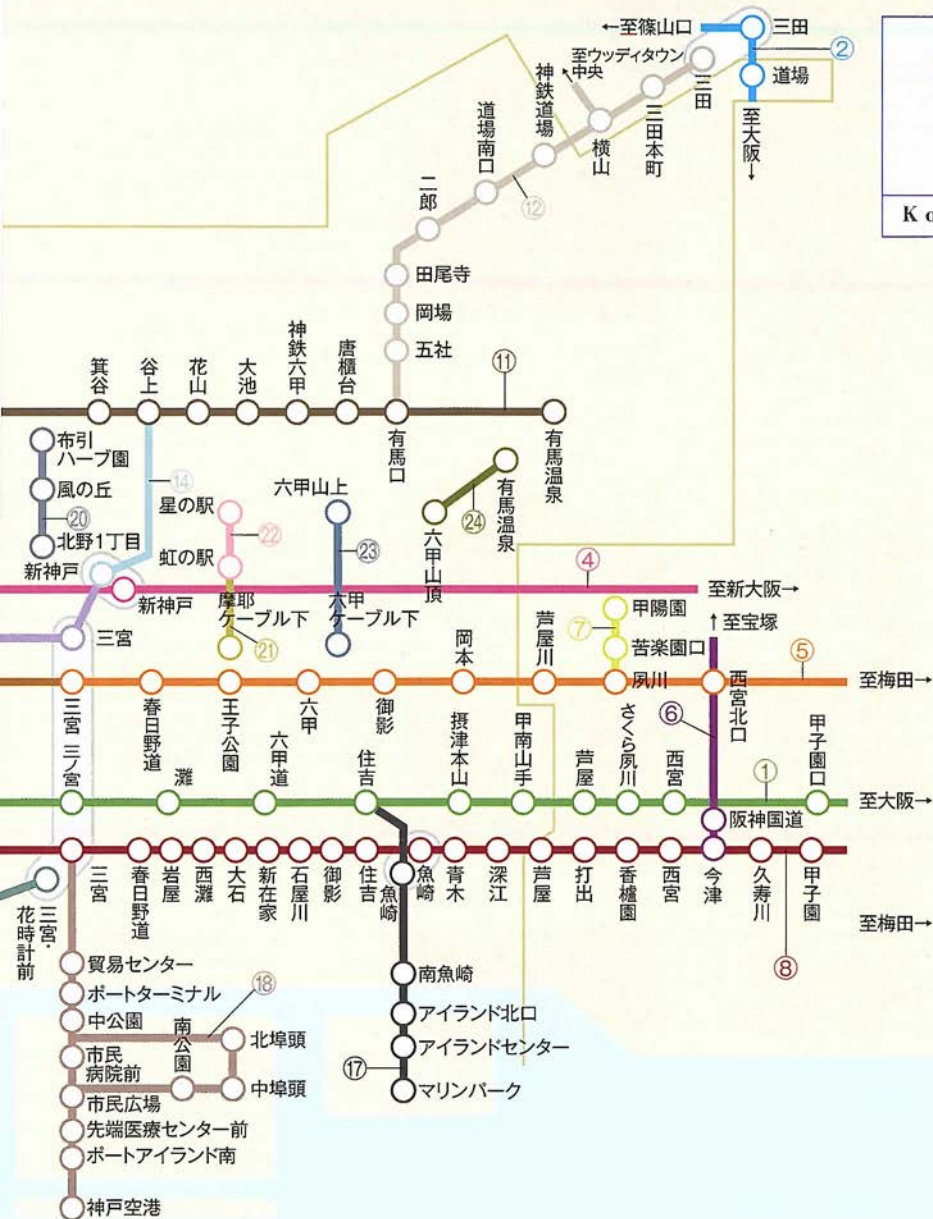 ←至篠山口
三田
②
至ウッディタウン
中央
三田
道場
至大阪↓
神鉄道場
横山
三田本町
道場南口
⑫
二郎
田尾寺
岡場
五社
K
箕谷
谷上
花山
大池
神鉄六甲
唐櫃台
有馬口
⑪
有馬温泉
布引
ハーブ園
風の丘
⑳
北野1丁目
⑭
星の駅
㉒
虹の駅
六甲山上
㉓
有馬温泉
㉔
六甲山頂
新神戸
新神戸
④
至新大阪→
摩耶
ケーブル下
㉑
六甲
ケーブル下
甲陽園
⑦
苦楽園口
↑至宝塚
三宮
岡本
芦屋川
夙川
西宮北口
⑤
至梅田→
三宮
春日野道
王子公園
六甲
御影
⑥
三ノ宮
灘
六甲道
住吉
摂津本山
甲南山手
芦屋
さくら夙川
西宮
①
甲子園口
至大阪→
阪神国道
三宮
春日野道
岩屋
西灘
大石
新在家
石屋川
御影
住吉
魚崎
魚崎
青木
深江
芦屋
打出
香櫨園
西宮
今津
久寿川
甲子園
⑧
至梅田→
三宮・
花時計前
貿易センター
ポートターミナル
中公園
⑱
南公園
北埠頭
市民
病院前
中埠頭
市民広場
先端医療センター前
ポートアイランド南
神戸空港
南魚崎
アイランド北口
アイランドセンター
⑰
マリンパーク